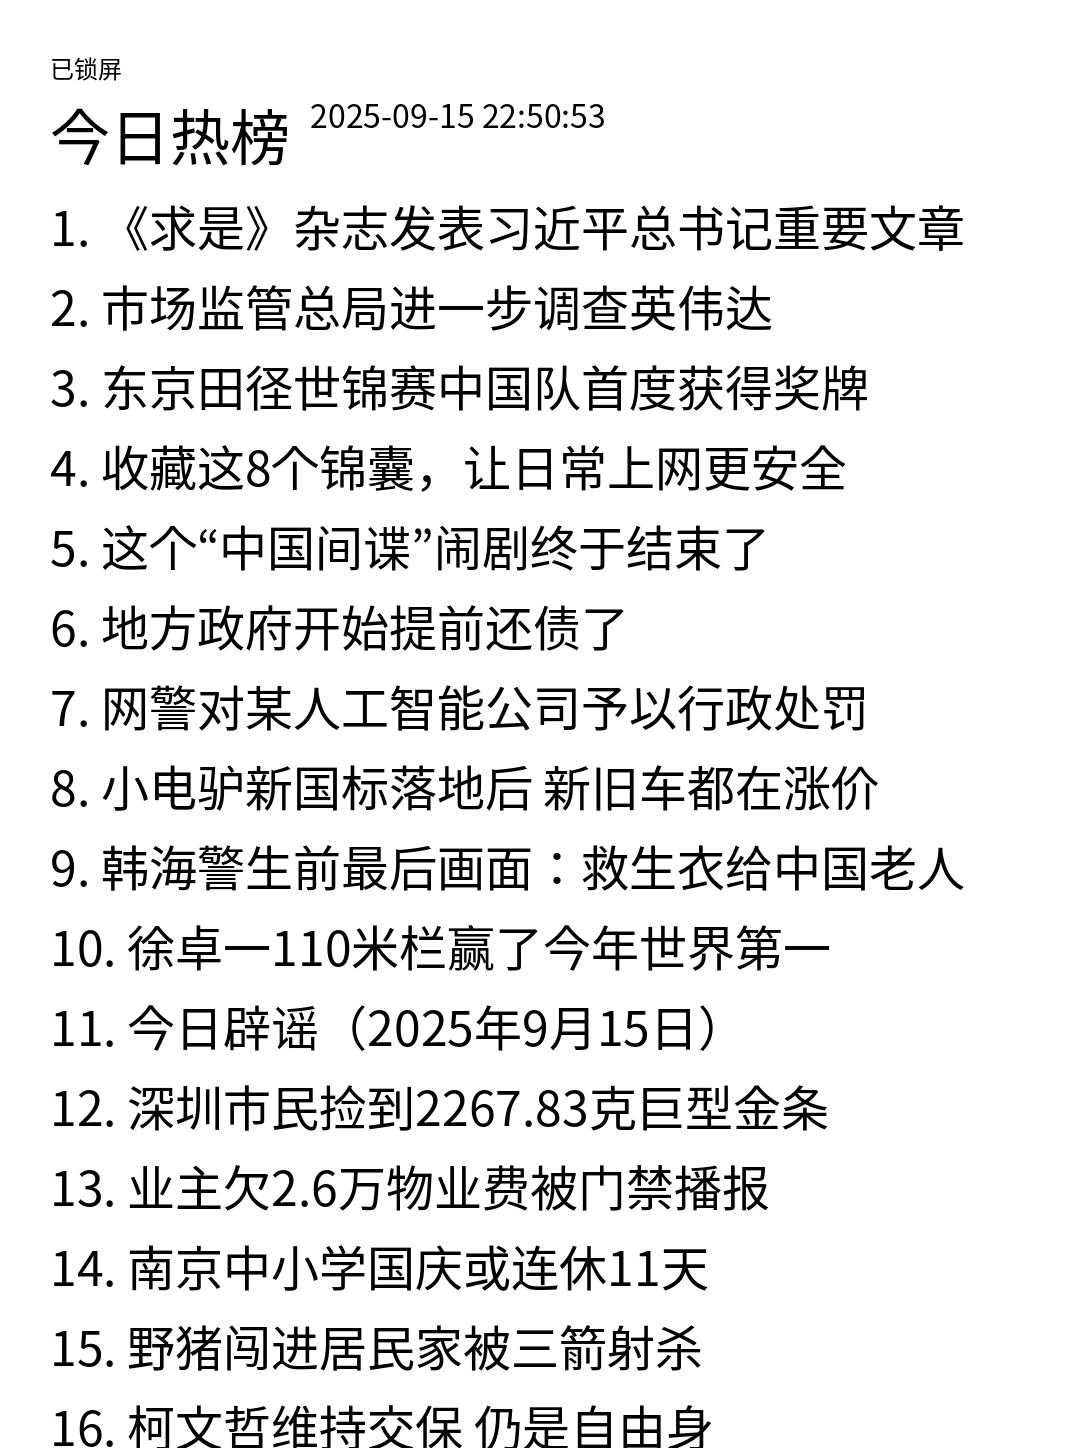 已锁屏
今日热榜 2025-09-15 22:50:53
1. 《求是》杂志发表习近平总书记重要文章
2. 市场监管总局进一步调查英伟达
3. 东京田径世锦赛中国队首度获得奖牌
4. 收藏这8个锦囊，让日常上网更安全
5. 这个“中国间谍”闹剧终于结束了
6. 地方政府开始提前还债了
7. 网警对某人工智能公司予以行政处罚
8. 小电驴新国标落地后 新旧车都在涨价
9. 韩海警生前最后画面：救生衣给中国老人
10. 徐卓一110米栏赢了今年世界第一
11. 今日辟谣（2025年9月15日）
12. 深圳市民捡到2267.83克巨型金条
13. 业主欠2.6万物业费被门禁播报
14. 南京中小学国庆或连休11天
15. 野猪闯进居民家被三箭射杀
16. 柯文哲维持交保 仍是自由身